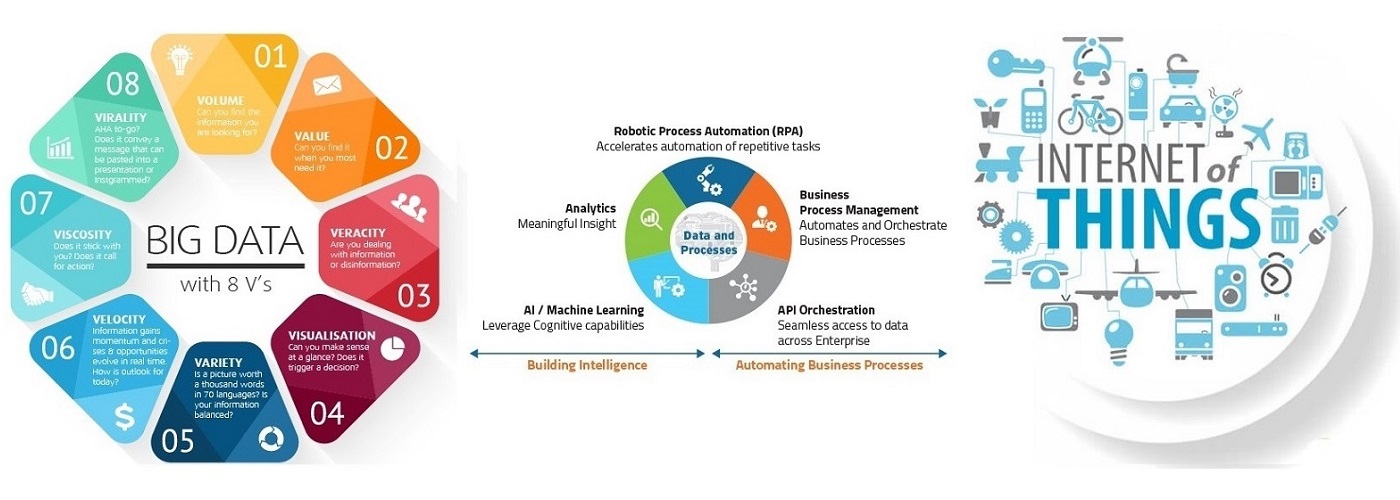 01
VOLUME
Can you find the
information you
are looking for?
VALUE
Can you find it
when you most
need it?
02
VERACITY
Are you dealing
with information
or disinformation?
03
VISUALISATION
Can you make sense
at a glance? Does it
trigger a decision?
04
VARIETY
Is a picture worth
a thousand words
in 70 languages? Is
your information
balanced?
05
VELOCITY
Information gains
momentum and cri-
ses & opportunities
evolve in real time.
How is outlook for
today?
06
$
07
VISCOSITY
Does it stick with
you? Does it call
for action?
08
VIRALITY
AHA to-go?
Does it convey a
message that can
be pasted into a
presentation or
Instgrammed?
BIG DATA
with 8 V's
Robotic Process Automation (RPA)
Accelerates automation of repetitive tasks
Business
Process Management
Automates and Orchestrate
Business Processes
API Orchestration
Seamless access to data
across Enterprise
AI / Machine Learning
Leverage Cognitive capabilities
Analytics
Meaningful Insight
Data and
Processes
Building Intelligence
Automating Business Processes
INTERNET of
THINGS